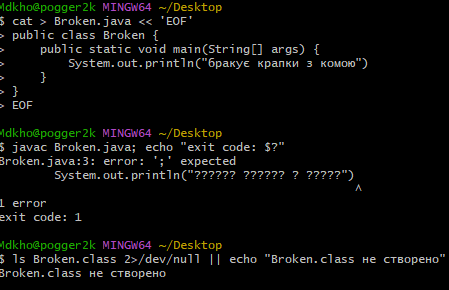 Mdkho@pogger2k MINGW64 ~/Desktop
$ cat > Broken.java << 'EOF'
> public class Broken {
>     public static void main(String[] args) {
>         System.out.println("бракує крапки з комою")
>     }
> }
> EOF
Mdkho@pogger2k MINGW64 ~/Desktop
$ javac Broken.java; echo "exit code: $?"
Broken.java:3: error: ';' expected
        System.out.println("?????? ?????? ? ?????")
                                                   ^
1 error
exit code: 1
Mdkho@pogger2k MINGW64 ~/Desktop
$ ls Broken.class 2>/dev/null || echo "Broken.class не створено"
Broken.class не створено